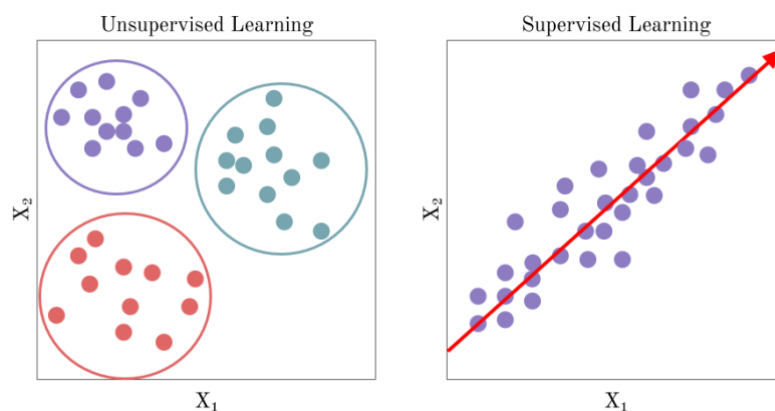 Unsupervised Learning
X₂
X₁
Supervised Learning
X₂
X₁